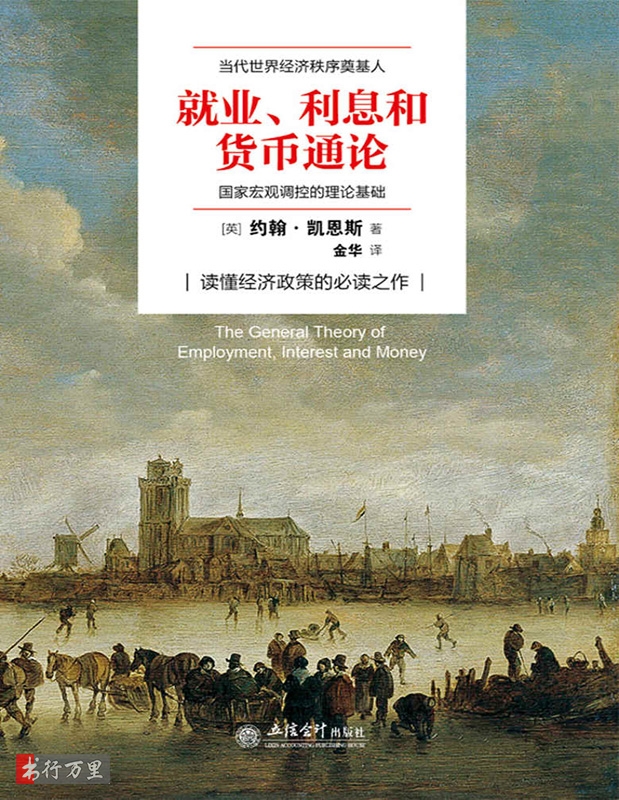 当代世界经济秩序奠基人
就业、利息和
货币通论
国家宏观调控的理论基础
[英] 约翰·凯恩斯 著
金华 译
| 读懂经济政策的必读之作 |
The General Theory of
Employment, Interest and Money
立信会计出版社
LIXIN ACCOUNTING PUBLISHING HOUSE
书行万里